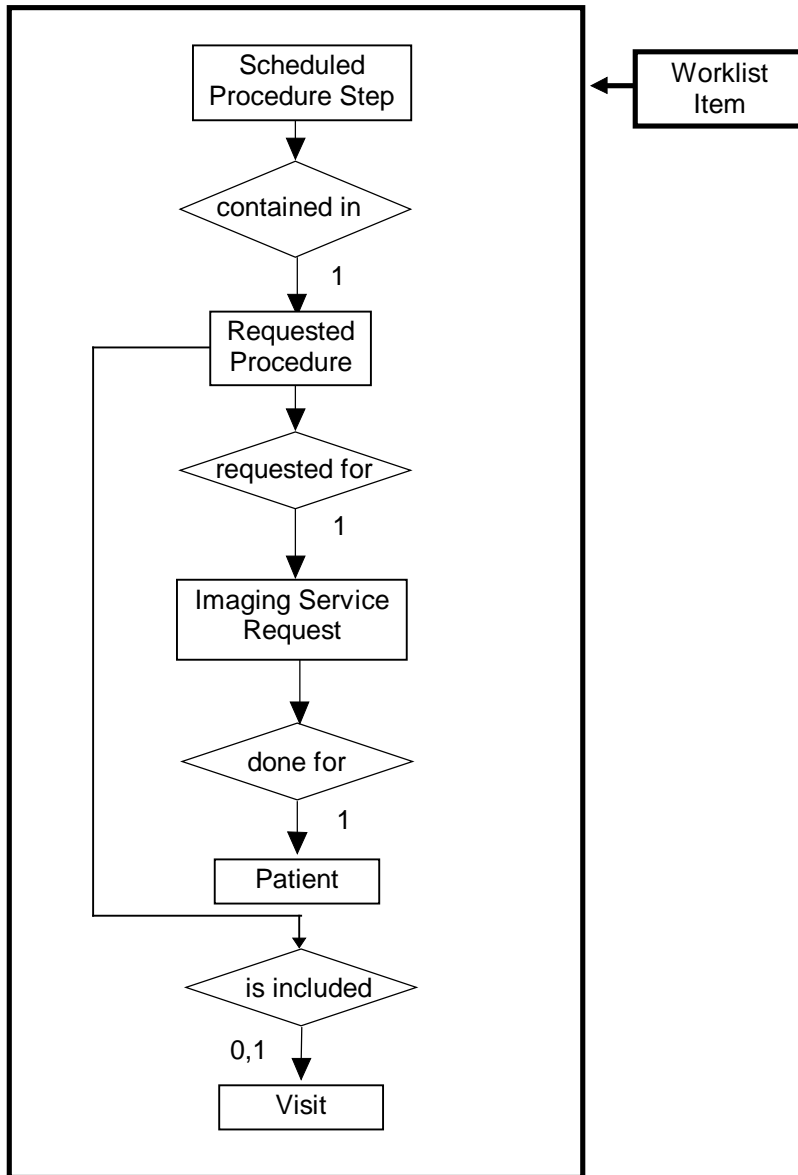 Scheduled
Procedure Step
Worklist
Item
contained in
1
Requested
Procedure
requested for
1
Imaging Service
Request
done for
1
Patient
is included
0,1
Visit